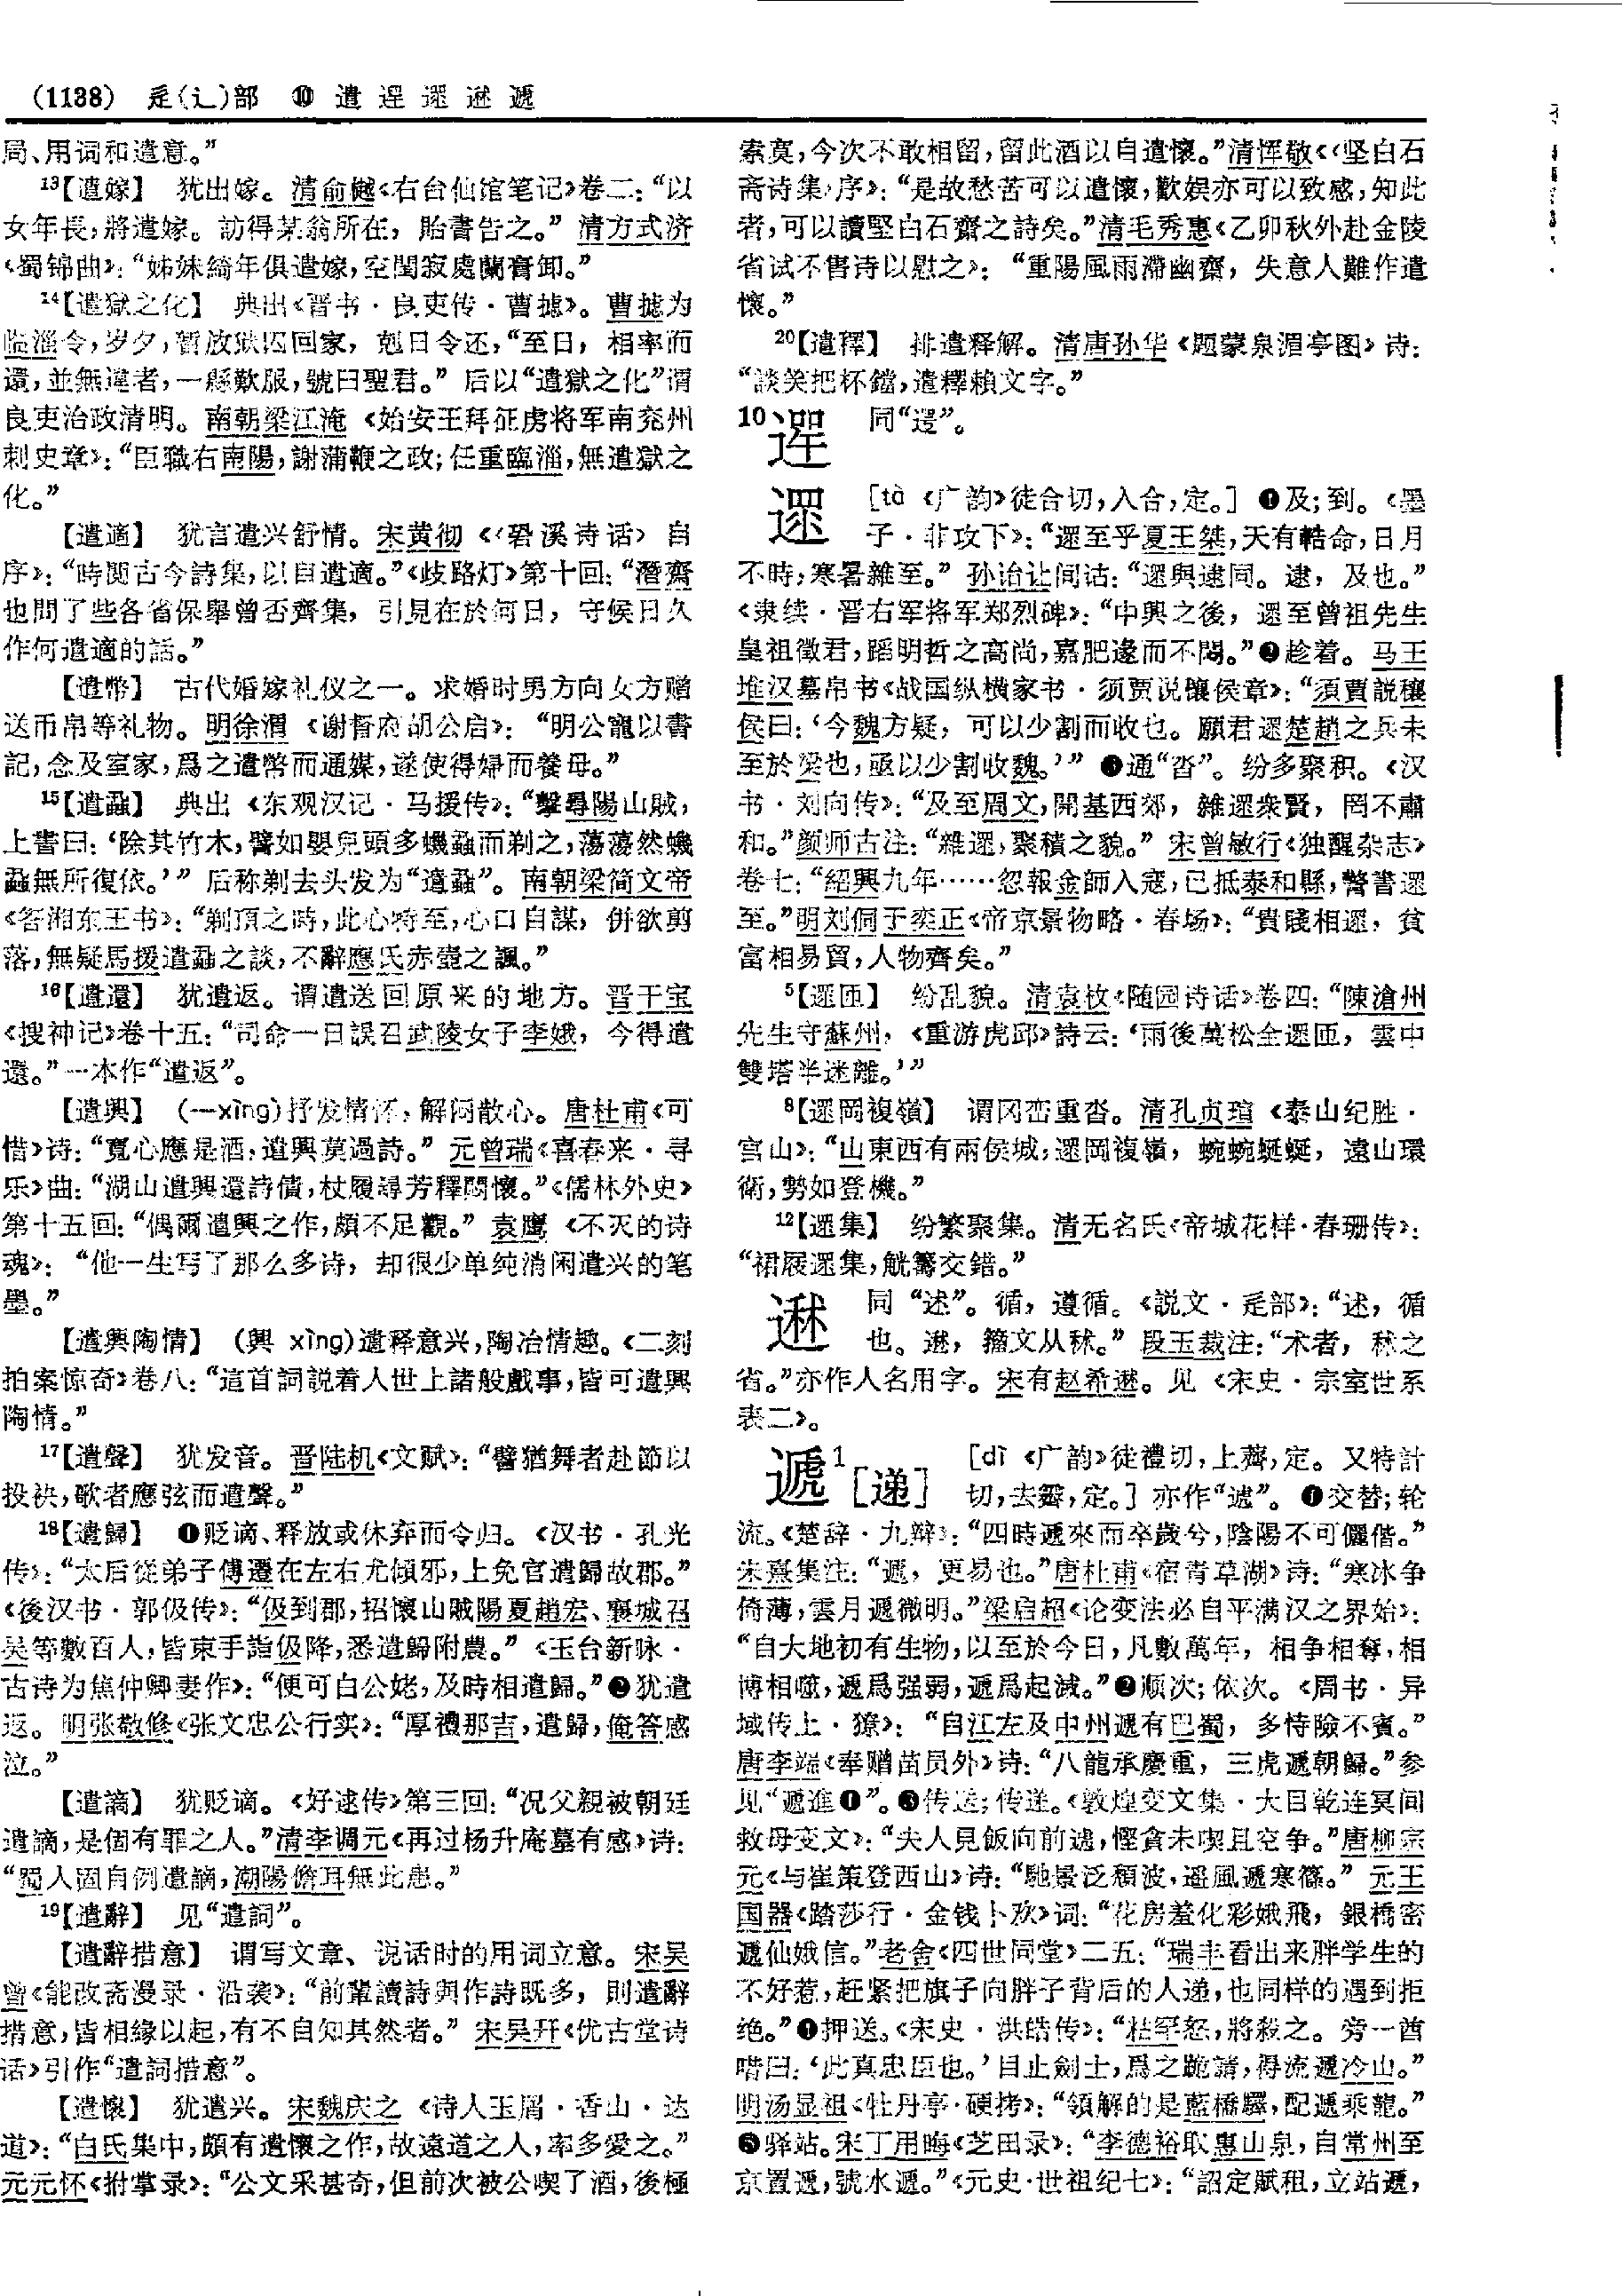 (1138) 辵(辶)部 ⑩ 遣 遻 遝 遬 遞
局、用词和遣意。”
13【遣嫁】 犹出嫁。清俞樾《右台仙馆笔记》卷二：“以
女年長，將遣嫁。訪得某翁所在，貽書告之。” 清方式济
《蜀锦曲》：“姊妹綺年俱遣嫁，空閨寂處蘭膏卸。”
14【遣獄之化】 典出《晋书·良吏传·曹摅》。曹摅为
临淄令，岁夕，暂放狱囚回家， 剋日令还，“至日， 相率而
還，並無違者，一縣歎服，號曰聖君。” 后以“遣獄之化”谓
良吏治政清明。南朝梁江淹《始安王拜征虏将军南兖州
刺史章》：“臣職右南陽，謝蒲鞭之政；任重臨淄，無遣獄之
化。”
【遣適】 犹言遣兴舒情。宋黄彻《〈䂬溪诗话〉自
序》：“時閲古今詩集，以自遣適。”《歧路灯》第十回：“潛齋
也問了些各省保舉曾否齊集， 引見在於何日， 守候日久
作何遣適的話。”
【遣幣】 古代婚嫁礼仪之一。求婚时男方向女方赠
送币帛等礼物。明徐渭《谢督府胡公启》：“明公寵以書
記，念及室家，爲之遣幣而通媒，遂使得婦而養母。”
15【遣蝨】 典出《东观汉记·马援传》：“擊尋陽山賊，
上書曰：‘除其竹木，譬如嬰兒頭多蟣蝨而剃之，蕩蕩然蟣
蝨無所復依。’” 后称剃去头发为“遣蝨”。南朝梁简文帝
《答湘东王书》：“剃頂之時，此心特至，心口自謀， 併欲剪
落，無疑馬援遣蝨之談，不辭應氏赤壺之諷。”
16【遣還】 犹遣返。谓遣送回原来的地方。晋干宝
《搜神记》卷十五：“司命一日誤召武陵女子李娥， 今得遣
還。”一本作“遣返”。
【遣興】 (—xìng)抒发情怀，解闷散心。唐杜甫《可
惜》诗：“寬心應是酒，遣興莫過詩。” 元曾瑞《喜春来·寻
乐》曲：“湖山遣興還詩債，杖履尋芳釋悶懷。”《儒林外史》
第十五回：“偶爾遣興之作，頗不足觀。” 袁鹰《不灭的诗
魂》：“他一生写了那么多诗， 却很少单纯消闲遣兴的笔
墨。”
【遣興陶情】 (興 xìng)遣释意兴，陶冶情趣。《二刻
拍案惊奇》卷八：“這首詞説着人世上諸般戲事，皆可遣興
陶情。”
17【遣聲】 犹发音。晋陆机《文赋》：“譬猶舞者赴節以
投袂，歌者應弦而遣聲。”
18【遣歸】 ❶贬谪、释放或休弃而令归。《汉书·孔光
传》：“太后從弟子傅遷在左右尤傾邪，上免官遣歸故郡。”
《後汉书·郭伋传》：“伋到郡，招懷山賊陽夏趙宏、襄城召
吴等數百人，皆束手詣伋降，悉遣歸附農。” 《玉台新咏·
古诗为焦仲卿妻作》：“便可白公姥，及時相遣歸。”❷犹遣
返。明张敬修《张文忠公行实》：“厚禮那吉，遣歸，俺答感
泣。”
【遣謫】 犹贬谪。《好逑传》第三回：“况父親被朝廷
遣謫，是個有罪之人。”清李调元《再过杨升庵墓有感》诗：
“蜀人固自例遣謫，潮陽儋耳無此患。”
19【遣辭】 见“遣詞”。
【遣辭措意】 谓写文章、说话时的用词立意。宋吴
曾《能改斋漫录·沿袭》：“前輩讀詩與作詩既多， 則遣辭
措意，皆相緣以起，有不自知其然者。” 宋吴开《优古堂诗
话》引作“遣詞措意”。
【遣懷】 犹遣兴。宋魏庆之《诗人玉屑·香山·达
道》：“白氏集中，頗有遣懷之作，故遠道之人，率多愛之。”
元元怀《拊掌录》：“公文采甚奇，但前次被公喫了酒，後極
索寞，今次不敢相留，留此酒以自遣懷。”清恽敬《〈坚白石
斋诗集〉序》：“是故愁苦可以遣懷，歡娱亦可以致感，知此
者，可以讀堅白石齋之詩矣。”清毛秀惠《乙卯秋外赴金陵
省试不售诗以慰之》：“重陽風雨滯幽齋， 失意人難作遣
懷。”
20【遣釋】 排遣释解。清唐孙华《题蒙泉湄亭图》诗：
“談笑把杯鐺，遣釋賴文字。”
10 遻 同“遌”。
遝 [tà 《广韵》徒合切，入合，定。] ❶及；到。《墨
子·非攻下》：“遝至乎夏王桀，天有䡱命，日月
不時，寒暑雜至。” 孙诒让间诂：“遝與逮同。逮， 及也。”
《隶续·晋右军将军郑烈碑》：“中興之後， 遝至曾祖先生
皇祖徵君，蹈明哲之高尚，嘉肥遯而不悶。”❷趁着。马王
堆汉墓帛书《战国纵横家书·须贾说穰侯章》：“須賈説穰
侯曰：‘今魏方疑， 可以少割而收也。願君遝楚趙之兵未
至於梁也，亟以少割收魏。’” ❸通“沓”。纷多聚积。《汉
书·刘向传》：“及至周文，開基西郊， 雜遝衆賢， 罔不肅
和。”颜师古注：“雜遝，聚積之貌。” 宋曾敏行《独醒杂志》
卷七：“紹興九年……忽報金師入寇，已抵泰和縣，警書遝
至。”明刘侗于奕正《帝京景物略·春场》：“貴賤相遝， 貧
富相易貿，人物齊矣。”
5【遝匝】 纷乱貌。清袁枚《随园诗话》卷四：“陳滄州
先生守蘇州， 《重游虎邱》詩云：‘雨後萬松全遝匝， 雲中
雙塔半迷離。’”
8【遝岡複嶺】 谓冈峦重沓。清孔贞瑄《泰山纪胜·
宫山》：“山東西有兩侯城，遝岡複嶺， 蜿蜿蜒蜒， 遠山環
衛，勢如登機。”
12【遝集】 纷繁聚集。清无名氏《帝城花样·春珊传》：
“裙屐遝集，觥籌交錯。”
同“述”。循， 遵循。《説文·辵部》：“述， 循
也。， 籀文从秫。” 段玉裁注：“术者， 秫之
省。”亦作人名用字。宋有赵希。见《宋史·宗室世系
表二》。
遞1[递] [dì 《广韵》徒禮切，上薺，定。又特計
切，去霽，定。] 亦作“遞”。❶交替；轮
流。《楚辞·九辩》：“四時遞來而卒歲兮，陰陽不可儷偕。”
朱熹集注：“遞， 更易也。”唐杜甫《宿青草湖》诗：“寒冰争
倚薄，雲月遞微明。”梁启超《论变法必自平满汉之界始》：
“自大地初有生物，以至於今日，凡數萬年， 相争相奪，相
博相噬，遞爲强弱，遞爲起滅。”❷顺次；依次。《周书·异
域传上·獠》：“自江左及中州遞有巴蜀， 多恃險不賓。”
唐李端《奉赠苗员外》诗：“八龍承慶重， 三虎遞朝歸。”参
见“遞進❶”。❸传送；传递。《敦煌变文集·大目乾连冥间
救母变文》：“夫人見飯向前遞，慳貪未喫且空争。”唐柳宗
元《与崔策登西山》诗：“馳景泛頹波，遥風遞寒篠。” 元王
国器《踏莎行·金钱卜欢》词：“花房羞化彩娥飛， 銀橋密
遞仙娥信。”老舍《四世同堂》二五：“瑞丰看出来胖学生的
不好惹，赶紧把旗子向胖子背后的人递，也同样的遇到拒
绝。”❹押送。《宋史·洪皓传》：“粘罕怒，將殺之。旁一酋
唶曰：‘此真忠臣也。’目止劍士，爲之跪請，得流遞冷山。”
明汤显祖《牡丹亭·硬拷》：“領解的是藍橋驛，配遞乘龍。”
❺驿站。宋丁用晦《芝田录》：“李德裕取惠山泉，自常州至
京置遞，號水遞。”《元史·世祖纪七》：“詔定賦租，立站遞，